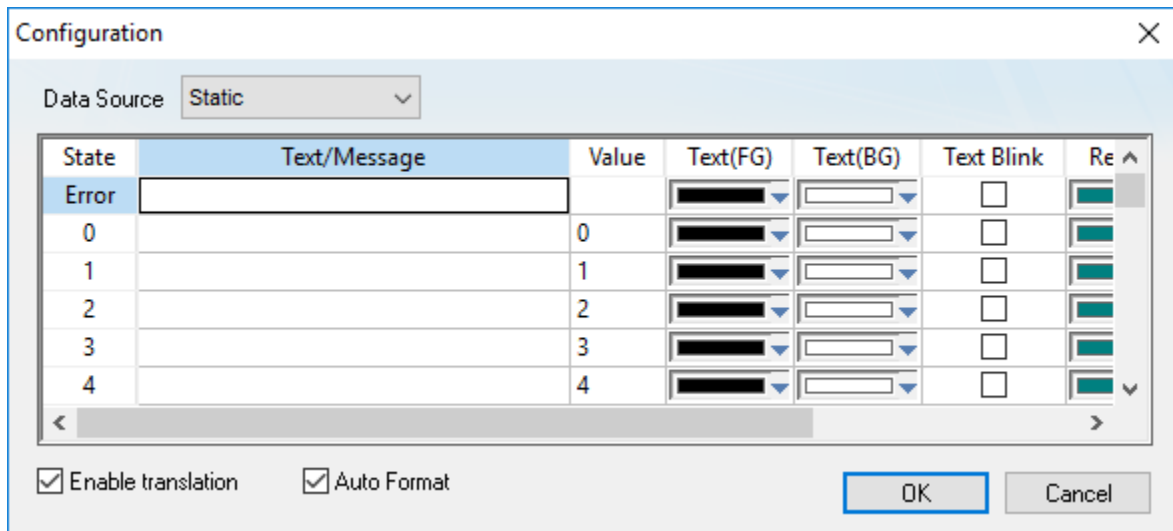 Configuration
Data Source Static
State Text/Message Value Text(FG) Text(BG) Text Blink Re
Error
0 0
1 1
2 2
3 3
4 4
Enable translation Auto Format OK Cancel